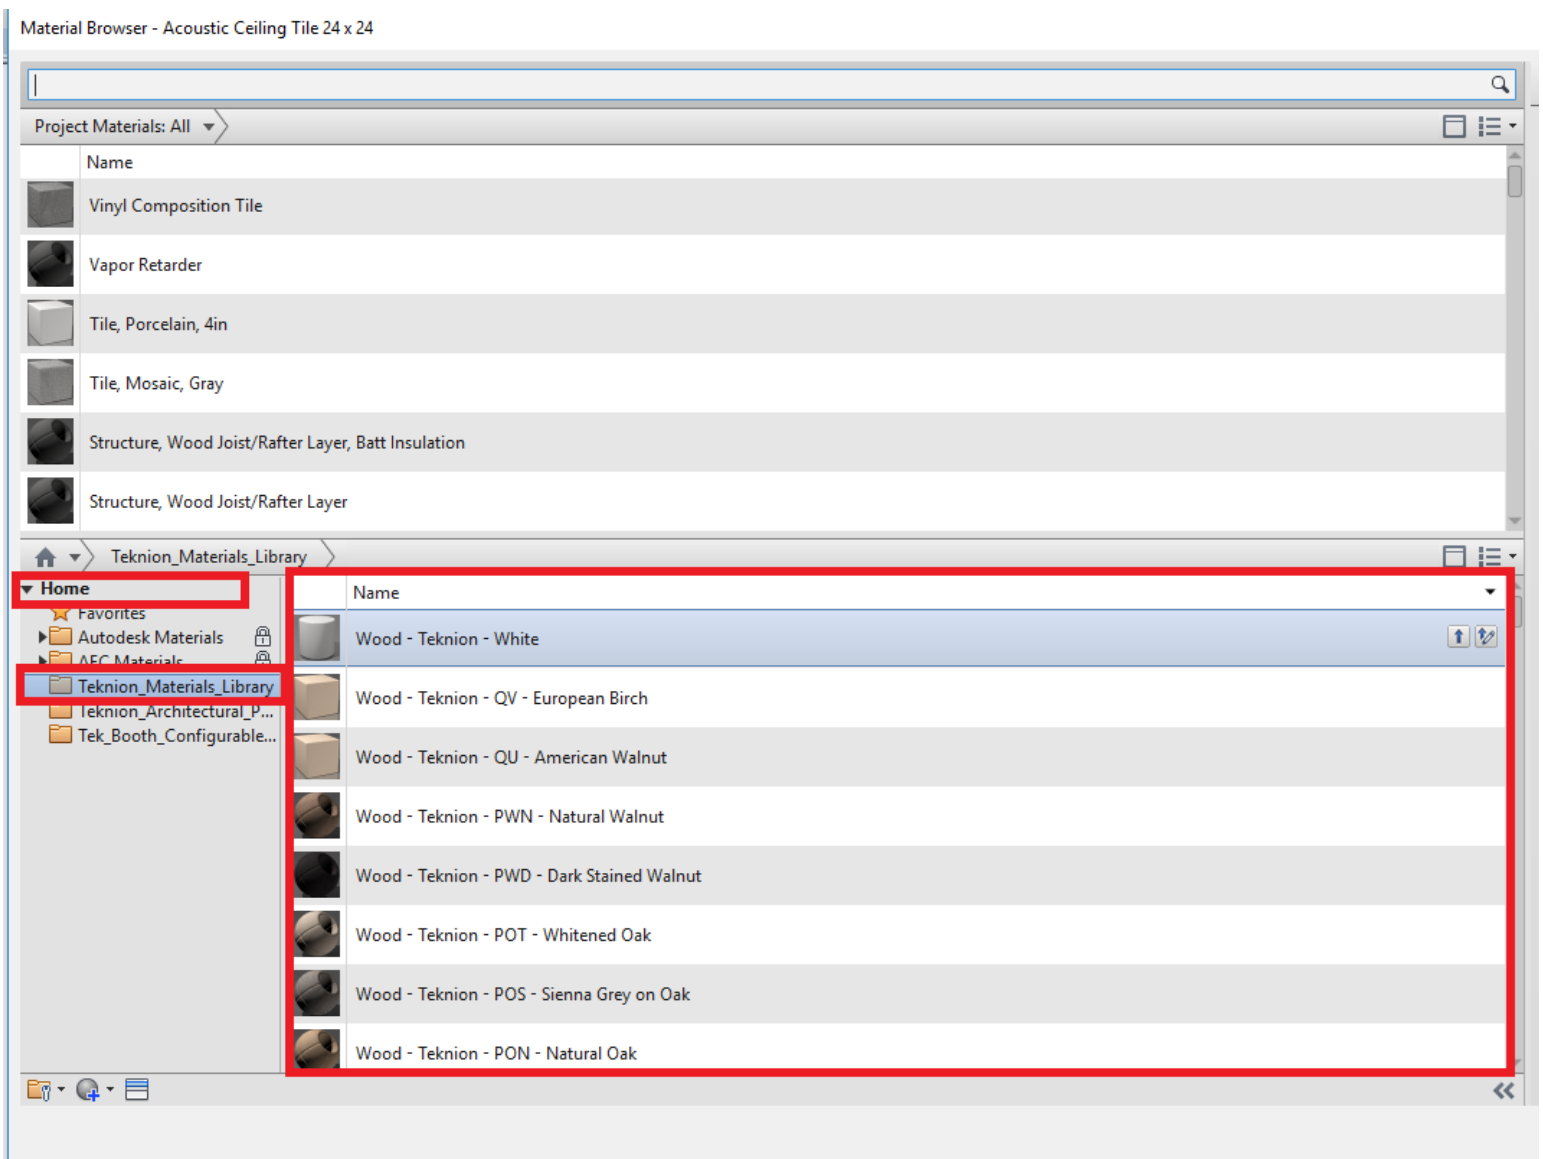 Material Browser - Acoustic Ceiling Tile 24 x 24
Project Materials: All
Name
Vinyl Composition Tile
Vapor Retarder
Tile, Porcelain, 4in
Tile, Mosaic, Gray
Structure, Wood Joist/Rafter Layer, Batt Insulation
Structure, Wood Joist/Rafter Layer
Teknion_Materials_Library
Home
Favorites
Autodesk Materials
AEC Materials
Teknion_Materials_Library
Teknion_Architectural_P...
Tek_Booth_Configurable...
Name
Wood - Teknion - White
Wood - Teknion - QV - European Birch
Wood - Teknion - QU - American Walnut
Wood - Teknion - PWN - Natural Walnut
Wood - Teknion - PWD - Dark Stained Walnut
Wood - Teknion - POT - Whitened Oak
Wood - Teknion - POS - Sienna Grey on Oak
Wood - Teknion - PON - Natural Oak